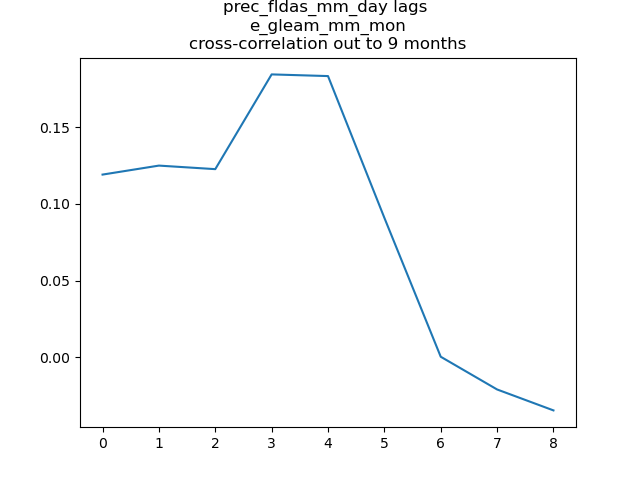 prec_fldas_mm_day lags
e_gleam_mm_mon
cross-correlation out to 9 months
0.15
0.10
0.05
0.00
0 1 2 3 4 5 6 7 8